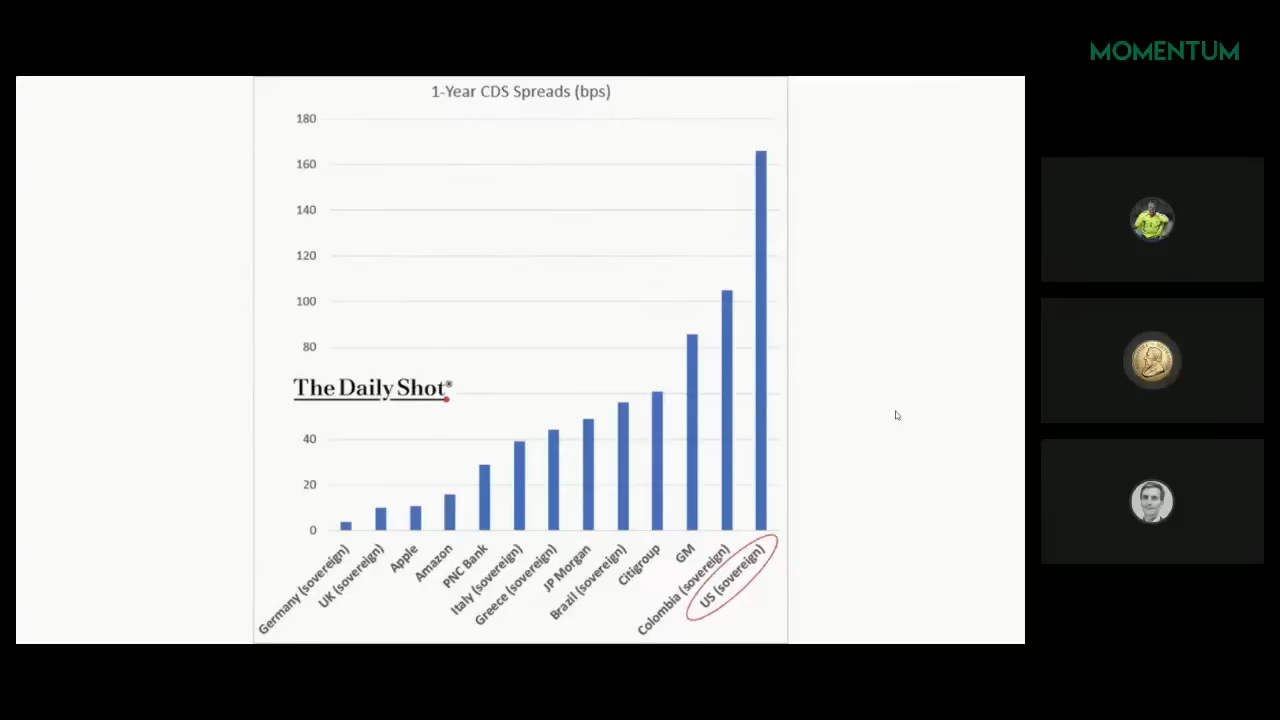 MOMENTUM
1-Year CDS Spreads (bps)
180
160
140
120
100
80
The Daily Shot®
40
20
0
Germany (sovereign)
UK (sovereign)
Apple
Amazon
PNC Bank
Italy (sovereign)
Greece (sovereign)
JP Morgan
Brazil (sovereign)
Citigroup
GM
Colombia (sovereign)
US (sovereign)